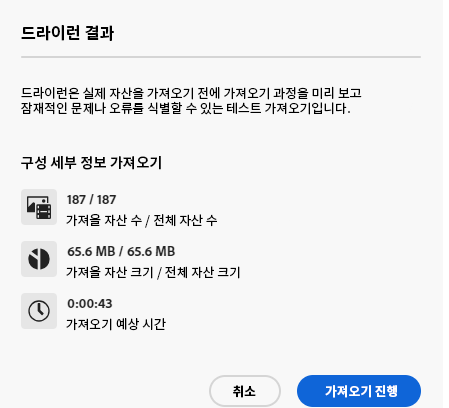 드라이런 결과
드라이런은 실제 자산을 가져오기 전에 가져오기 과정을 미리 보고
잠재적인 문제나 오류를 식별할 수 있는 테스트 가져오기입니다.
구성 세부 정보 가져오기
187 / 187
가져올 자산 수 / 전체 자산 수
65.6 MB / 65.6 MB
가져올 자산 크기 / 전체 자산 크기
0:00:43
가져오기 예상 시간
취소
가져오기 진행